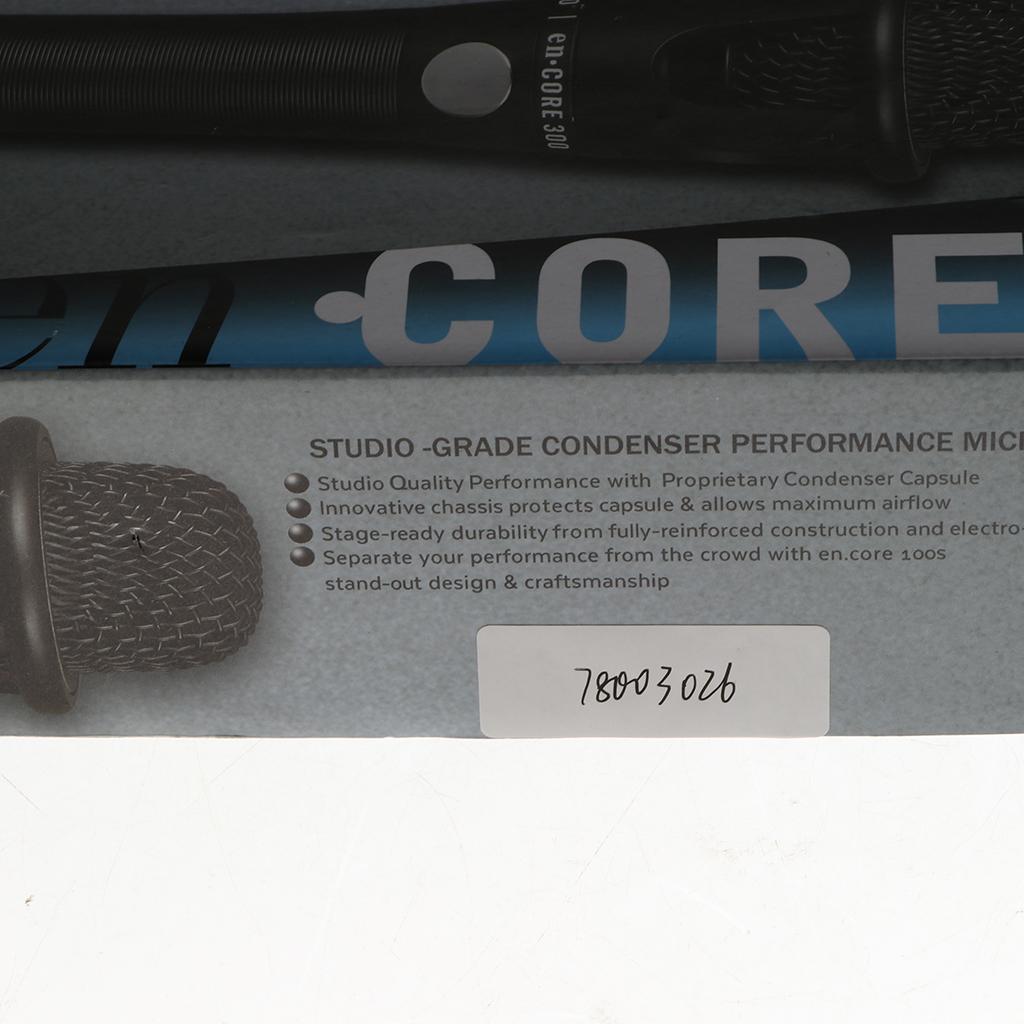 en•CORE 300
en•CORE
STUDIO -GRADE CONDENSER PERFORMANCE
Studio Quality Performance with Proprietary Condenser Capsule
Innovative chassis protects capsule & allows maximum airflow
Stage-ready durability from fully-reinforced construction and electro-
Separate your performance from the crowd with en.core 100s
stand-out design & craftsmanship
78003026